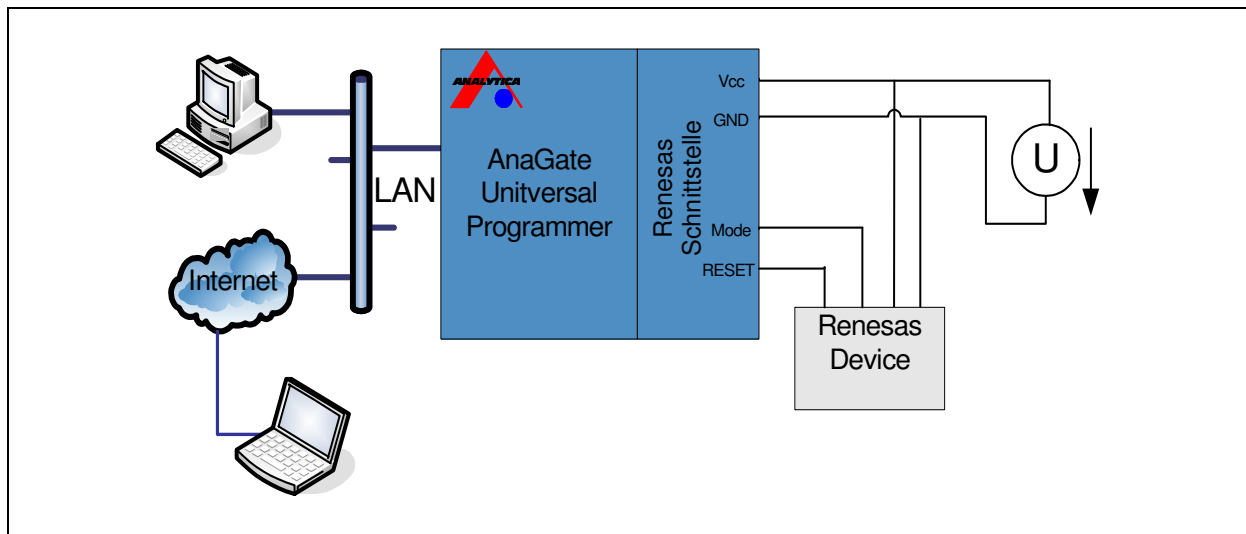 ANALYTICA
AnaGate
Unitversal
Programmer
Renesas
Schnittstelle
Vcc
GND
Mode
RESET
U
LAN
Internet
Renesas
Device